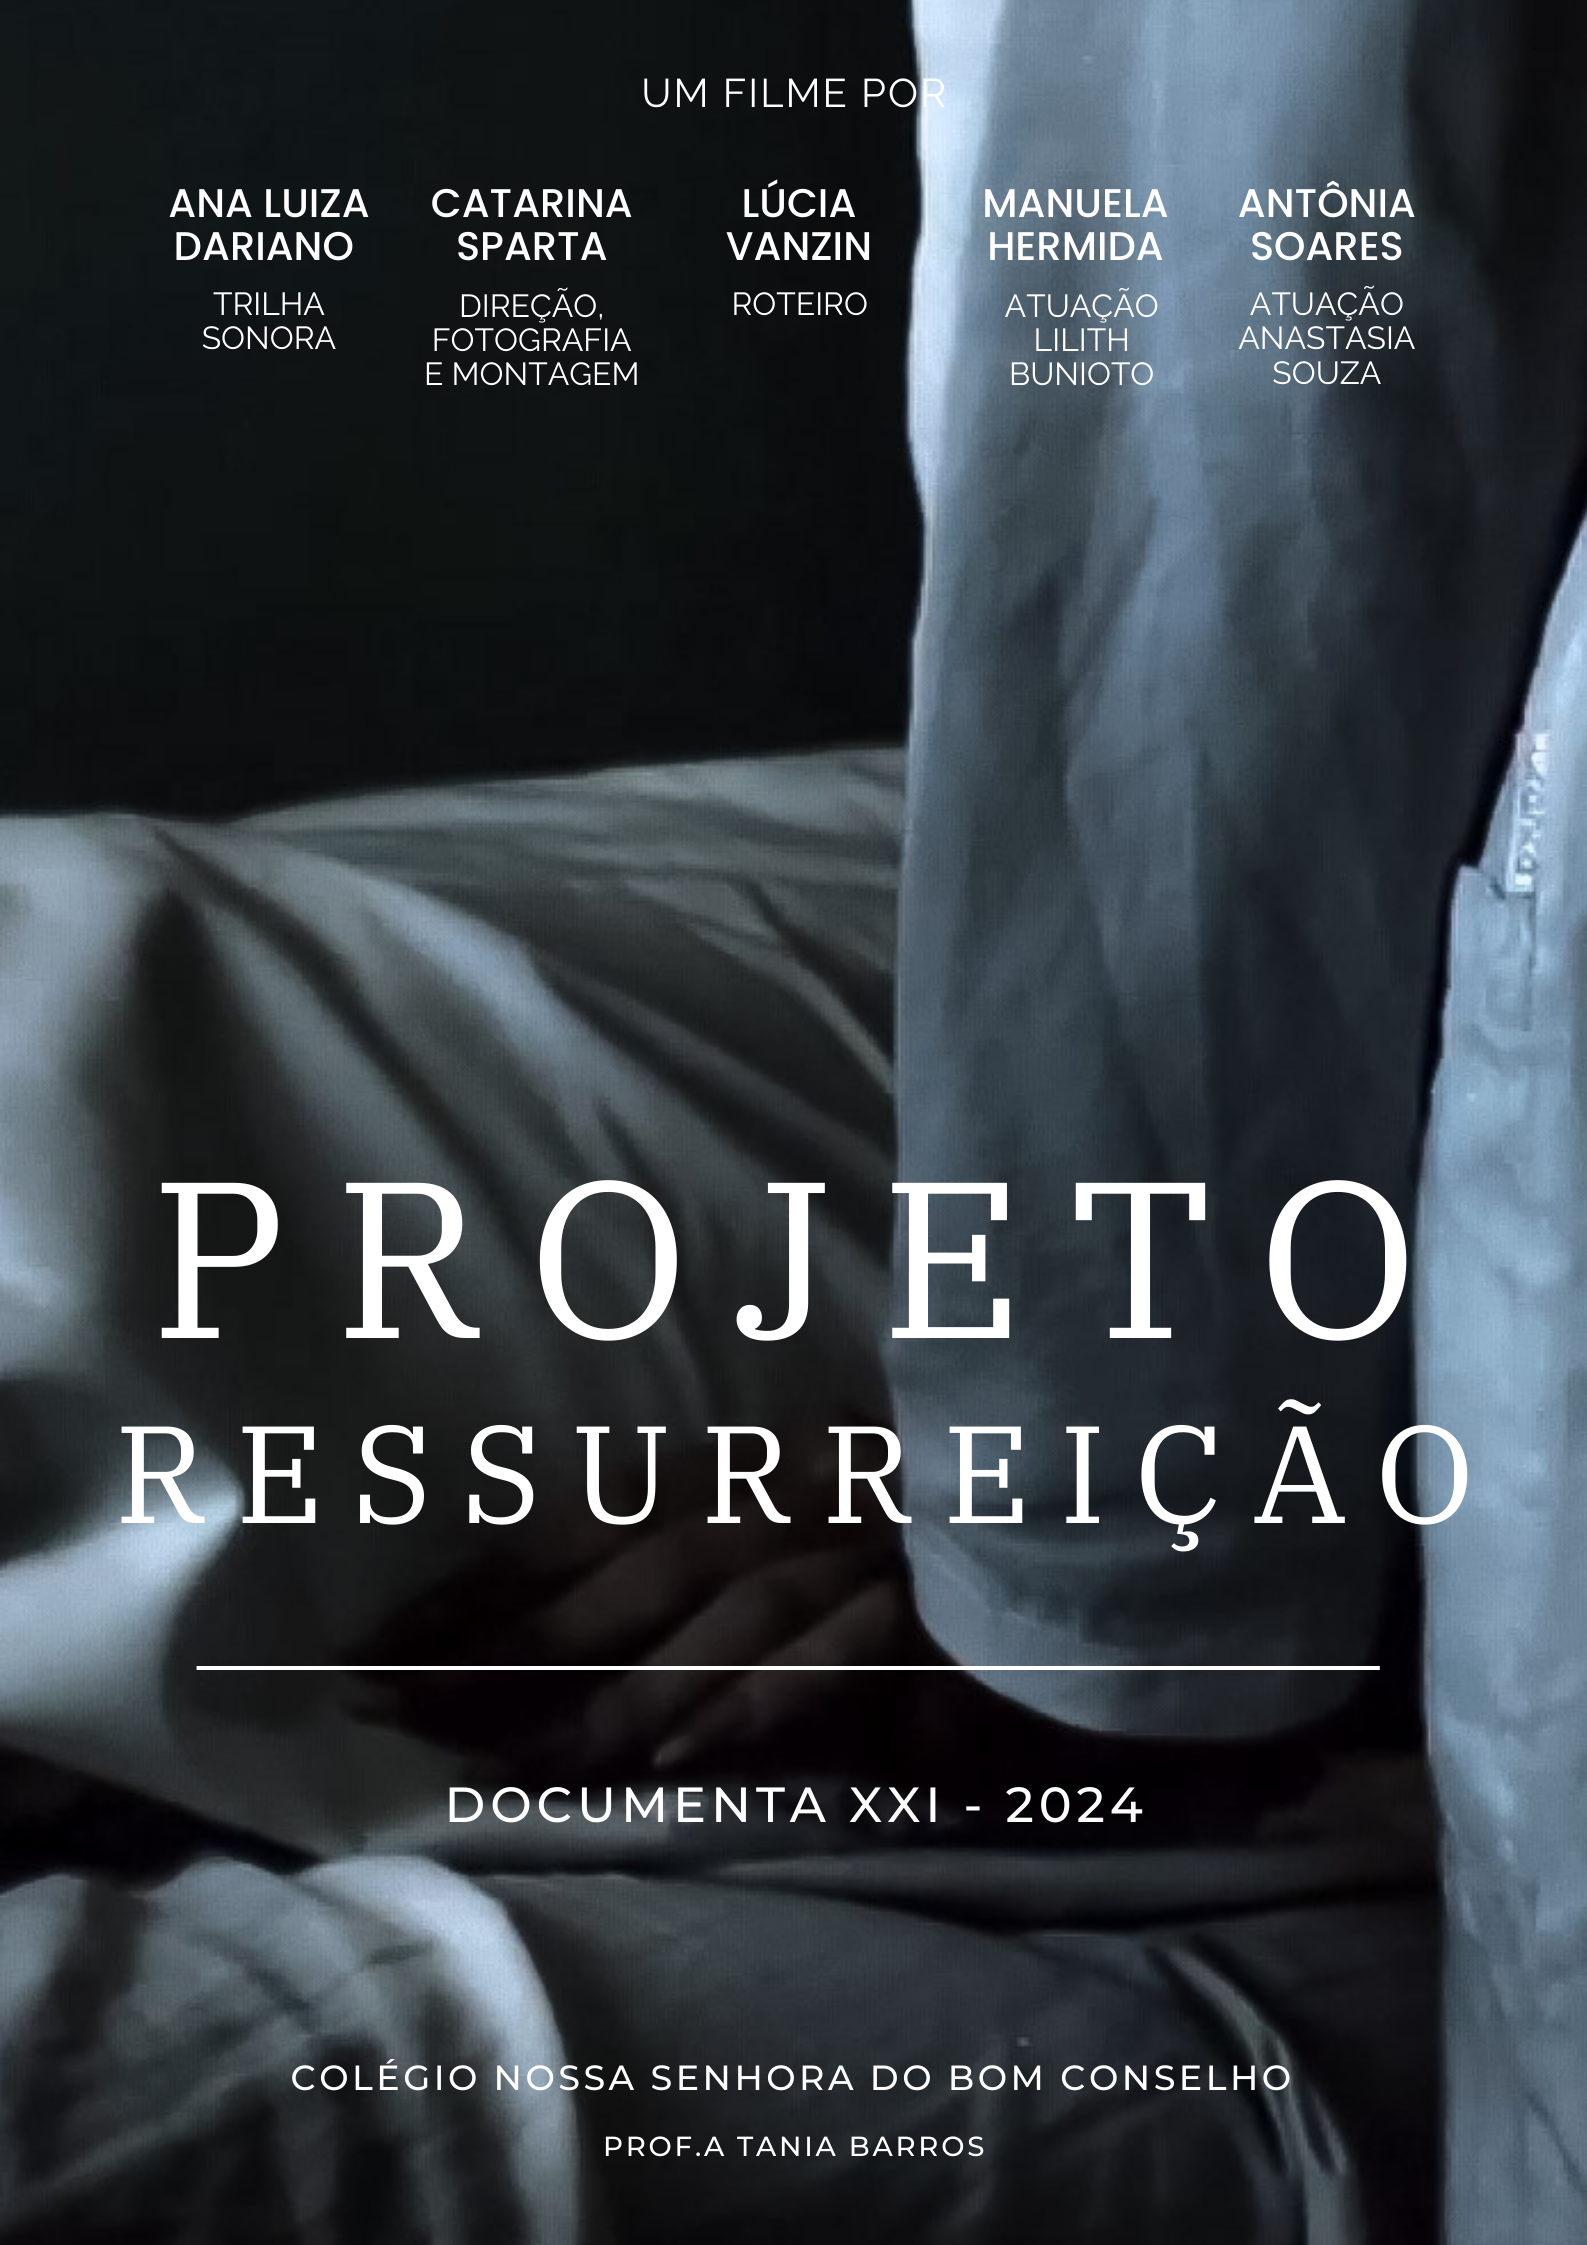 UM FILME POR
ANA LUIZA
DARIANO
TRILHA
SONORA
CATARINA
SPARTA
DIREÇÃO,
FOTOGRAFIA
E MONTAGEM
LÚCIA
VANZIN
ROTEIRO
MANUELA
HERMIDA
ATUAÇÃO
LILITH
BUNIOTO
ANTÔNIA
SOARES
ATUAÇÃO
ANASTASIA
SOUZA
PROJETO
RESSURREIÇÃO
DOCUMENTA XXI - 2024
COLÉGIO NOSSA SENHORA DO BOM CONSELHO
PROF.A TANIA BARROS